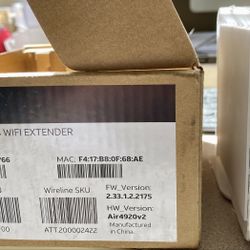 WIFI EXTENDER
766 MAC: F4:17:B8:0F:68:AE
Wireline SKU FW_Version:
2.33.1.2.2175
HW_Version:
Air4920v2
Manufactured
in China.
00 ATT200002422